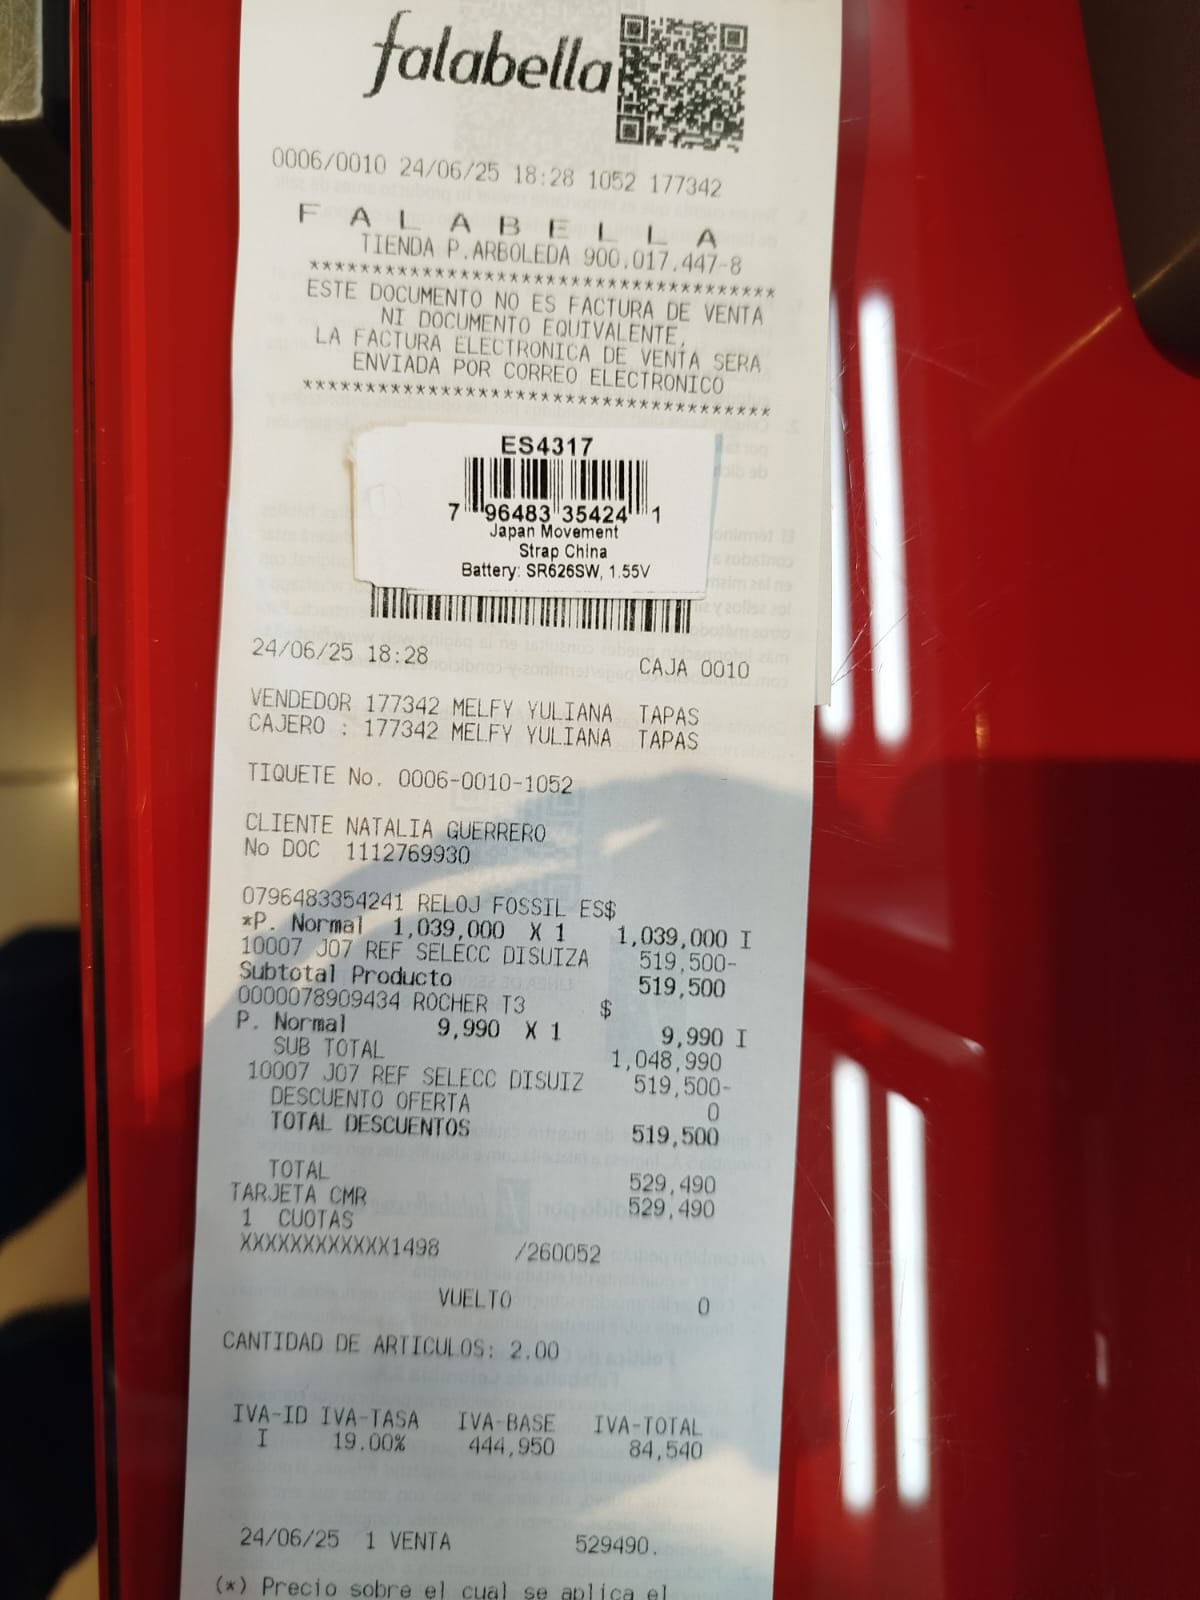 falabella
0006/0010 24/06/25 18:28 1052 177342
F A L A B E L L A
TIENDA P.ARBOLEDA 900.017.447-8
****************************************
ESTE DOCUMENTO NO ES FACTURA DE VENTA
NI DOCUMENTO EQUIVALENTE,
LA FACTURA ELECTRONICA DE VENTA SERA
ENVIADA POR CORREO ELECTRONICO
****************************************
ES4317
7 96483 35424 1
Japan Movement
Strap China
Battery: SR626SW, 1.55V
24/06/25 18:28 CAJA 0010
VENDEDOR 177342 MELFY YULIANA TAPAS
CAJERO : 177342 MELFY YULIANA TAPAS
TIQUETE No. 0006-0010-1052
CLIENTE NATALIA GUERRERO
No DOC 1112769930
0796483354241 RELOJ FOSSIL ES$
*P. Normal 1,039,000 X 1 1,039,000 I
10007 J07 REF SELECC DISUIZA 519,500-
Subtotal Producto 519,500
0000078909434 ROCHER T3 $
P. Normal 9,990 X 1 9,990 I
SUB TOTAL 1,048,990
10007 J07 REF SELECC DISUIZ 519,500-
DESCUENTO OFERTA 0
TOTAL DESCUENTOS 519,500
TOTAL 529,490
TARJETA CMR 529,490
1 CUOTAS
XXXXXXXXXXXX1498 /260052
VUELTO 0
CANTIDAD DE ARTICULOS: 2.00
IVA-ID IVA-TASA IVA-BASE IVA-TOTAL
I 19.00% 444,950 84,540
24/06/25 1 VENTA 529490.
(*) Precio sobre el cual se aplica el